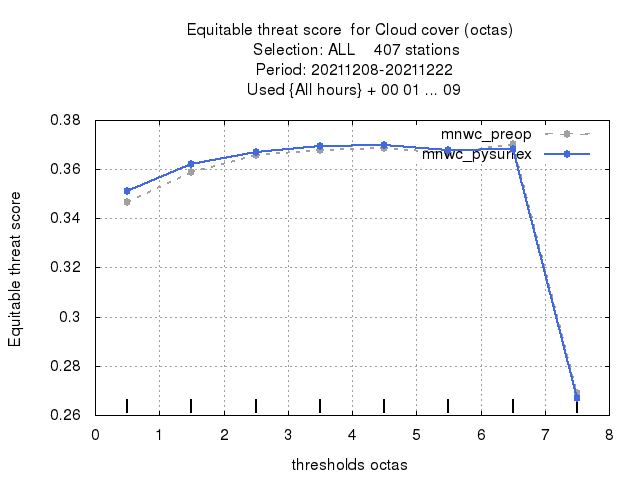 Equitable threat score  for Cloud cover (octas)
Selection: ALL    407 stations
Period: 20211208-20211222
Used {All hours} + 00 01 ... 09
0.38
0.36
0.34
0.32
0.3
0.28
0.26
Equitable threat score
mnwc_preop
mnwc_pysurfex
0 1 2 3 4 5 6 7 8
thresholds octas